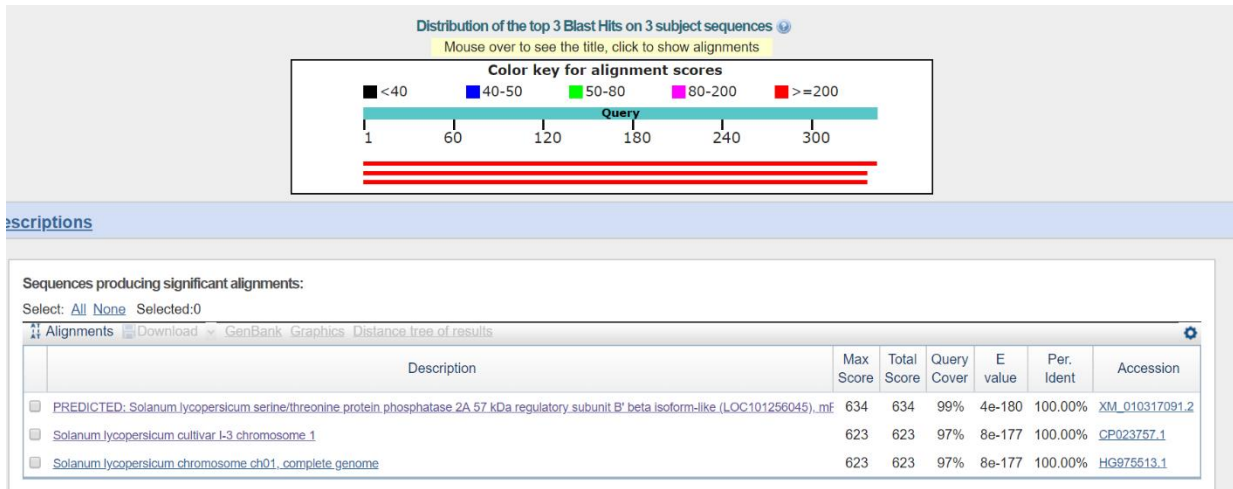 Distribution of the top 3 Blast Hits on 3 subject sequences
Mouse over to see the title, click to show alignments
Color key for alignment scores
<40 40-50 50-80 80-200 >=200
Query
1 60 120 180 240 300
escriptions
Sequences producing significant alignments:
Select: All None Selected:0
Alignments Download GenBank Graphics Distance tree of results
Description Max Score Total Score Query Cover E value Per. Ident Accession
PREDICTED: Solanum lycopersicum serine/threonine protein phosphatase 2A 57 kDa regulatory subunit B' beta isoform-like (LOC101256045), mF 634 634 99% 4e-180 100.00% XM_010317091.2
Solanum lycopersicum cultivar I-3 chromosome 1 623 623 97% 8e-177 100.00% CP023757.1
Solanum lycopersicum chromosome ch01, complete genome 623 623 97% 8e-177 100.00% HG975513.1